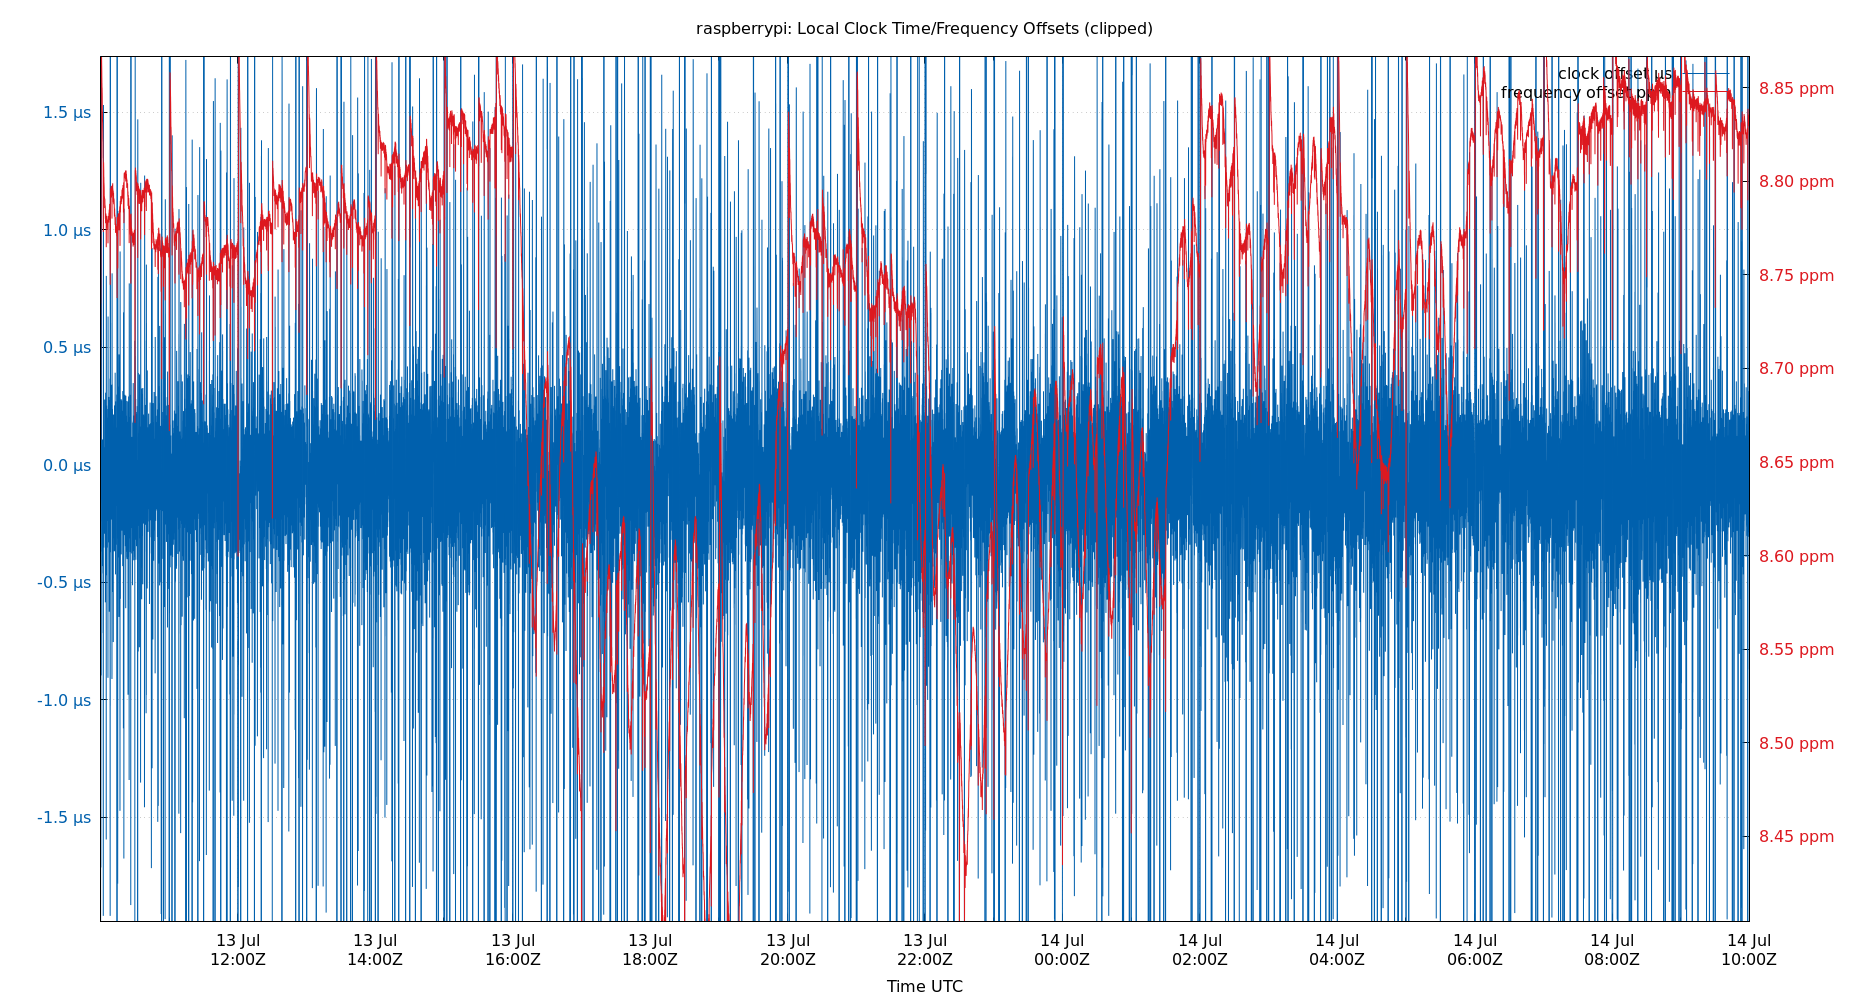 raspberrypi: Local Clock Time/Frequency Offsets (clipped)
clock offset µs
frequency offset ppm
1.5 µs
1.0 µs
0.5 µs
0.0 µs
-0.5 µs
-1.0 µs
-1.5 µs
8.85 ppm
8.80 ppm
8.75 ppm
8.70 ppm
8.65 ppm
8.60 ppm
8.55 ppm
8.50 ppm
8.45 ppm
13 Jul 13 Jul 13 Jul 13 Jul 13 Jul 13 Jul 14 Jul 14 Jul 14 Jul 14 Jul 14 Jul 14 Jul
12:00Z 14:00Z 16:00Z 18:00Z 20:00Z 22:00Z 00:00Z 02:00Z 04:00Z 06:00Z 08:00Z 10:00Z
Time UTC